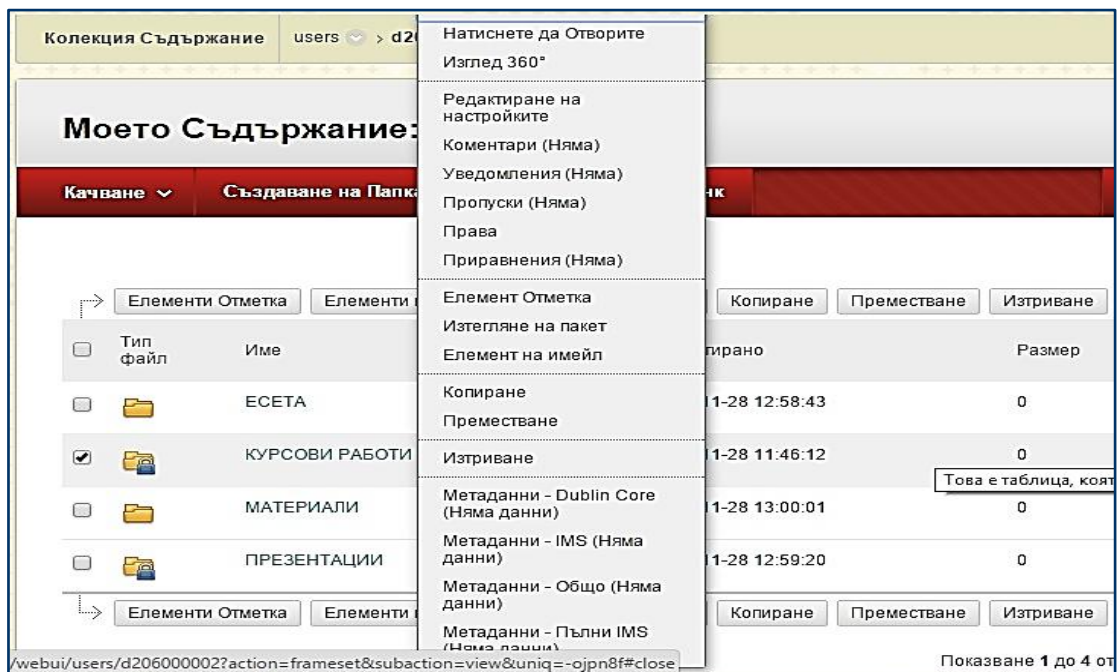 Колекция Съдържание users > d20
Моето Съдържание:
Качване Създаване на Папка нк
Натиснете да Отворите
Изглед 360°
Редактиране на
настройките
Коментари (Няма)
Уведомления (Няма)
Пропуски (Няма)
Права
Приравнения (Няма)
Елемент Отметка
Изтегляне на пакет
Елемент на имейл
Копиране
Преместване
Изтриване
Метаданни - Dublin Core
(Няма данни)
Метаданни - IMS (Няма
данни)
Метаданни - Общо (Няма
данни)
Метаданни - Пълни IMS
(Няма данни)
Елементи Отметка Елементи Копиране Преместване Изтриване
Тип
файл Име тирано Размер
ЕСЕТА 11-28 12:58:43 0
КУРСОВИ РАБОТИ 11-28 11:46:12 0
Това е таблица, коят
МАТЕРИАЛИ 11-28 13:00:01 0
ПРЕЗЕНТАЦИИ 11-28 12:59:20 0
Елементи Отметка Елементи Копиране Преместване Изтриване
/webui/users/d206000002?action=frameset&subaction=view&uniq=-ojpn8f#close
Показване 1 до 4 от